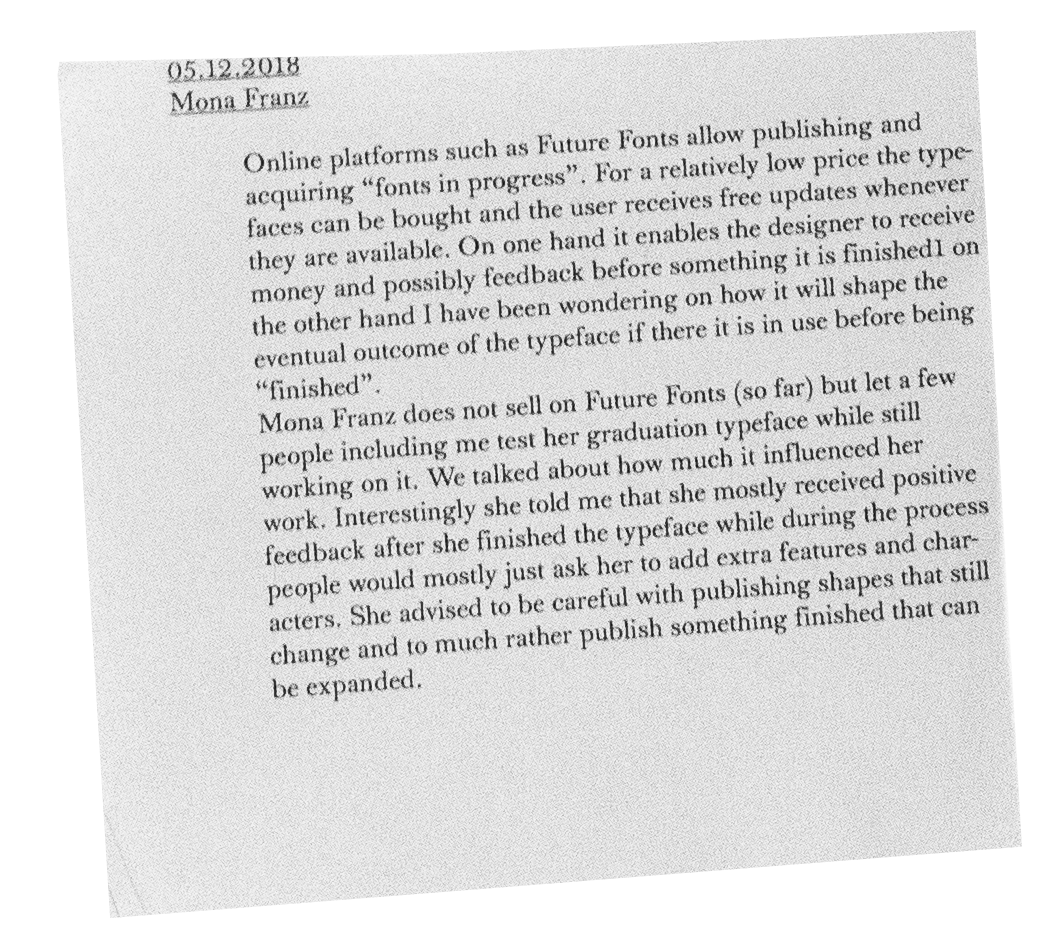 05.12.2018
Mona Franz
Online platforms such as Future Fonts allow publishing and
acquiring “fonts in progress”. For a relatively low price the type-
faces can be bought and the user receives free updates whenever
they are available. On one hand it enables the designer to receive
money and possibly feedback before something it is finished1 on
the other hand I have been wondering on how it will shape the
eventual outcome of the typeface if there it is in use before being
“finished”.
Mona Franz does not sell on Future Fonts (so far) but let a few
people including me test her graduation typeface while still
working on it. We talked about how much it influenced her
work. Interestingly she told me that she mostly received positive
feedback after she finished the typeface while during the process
people would mostly just ask her to add extra features and char-
acters. She advised to be careful with publishing shapes that still
change and to much rather publish something finished that can
be expanded.